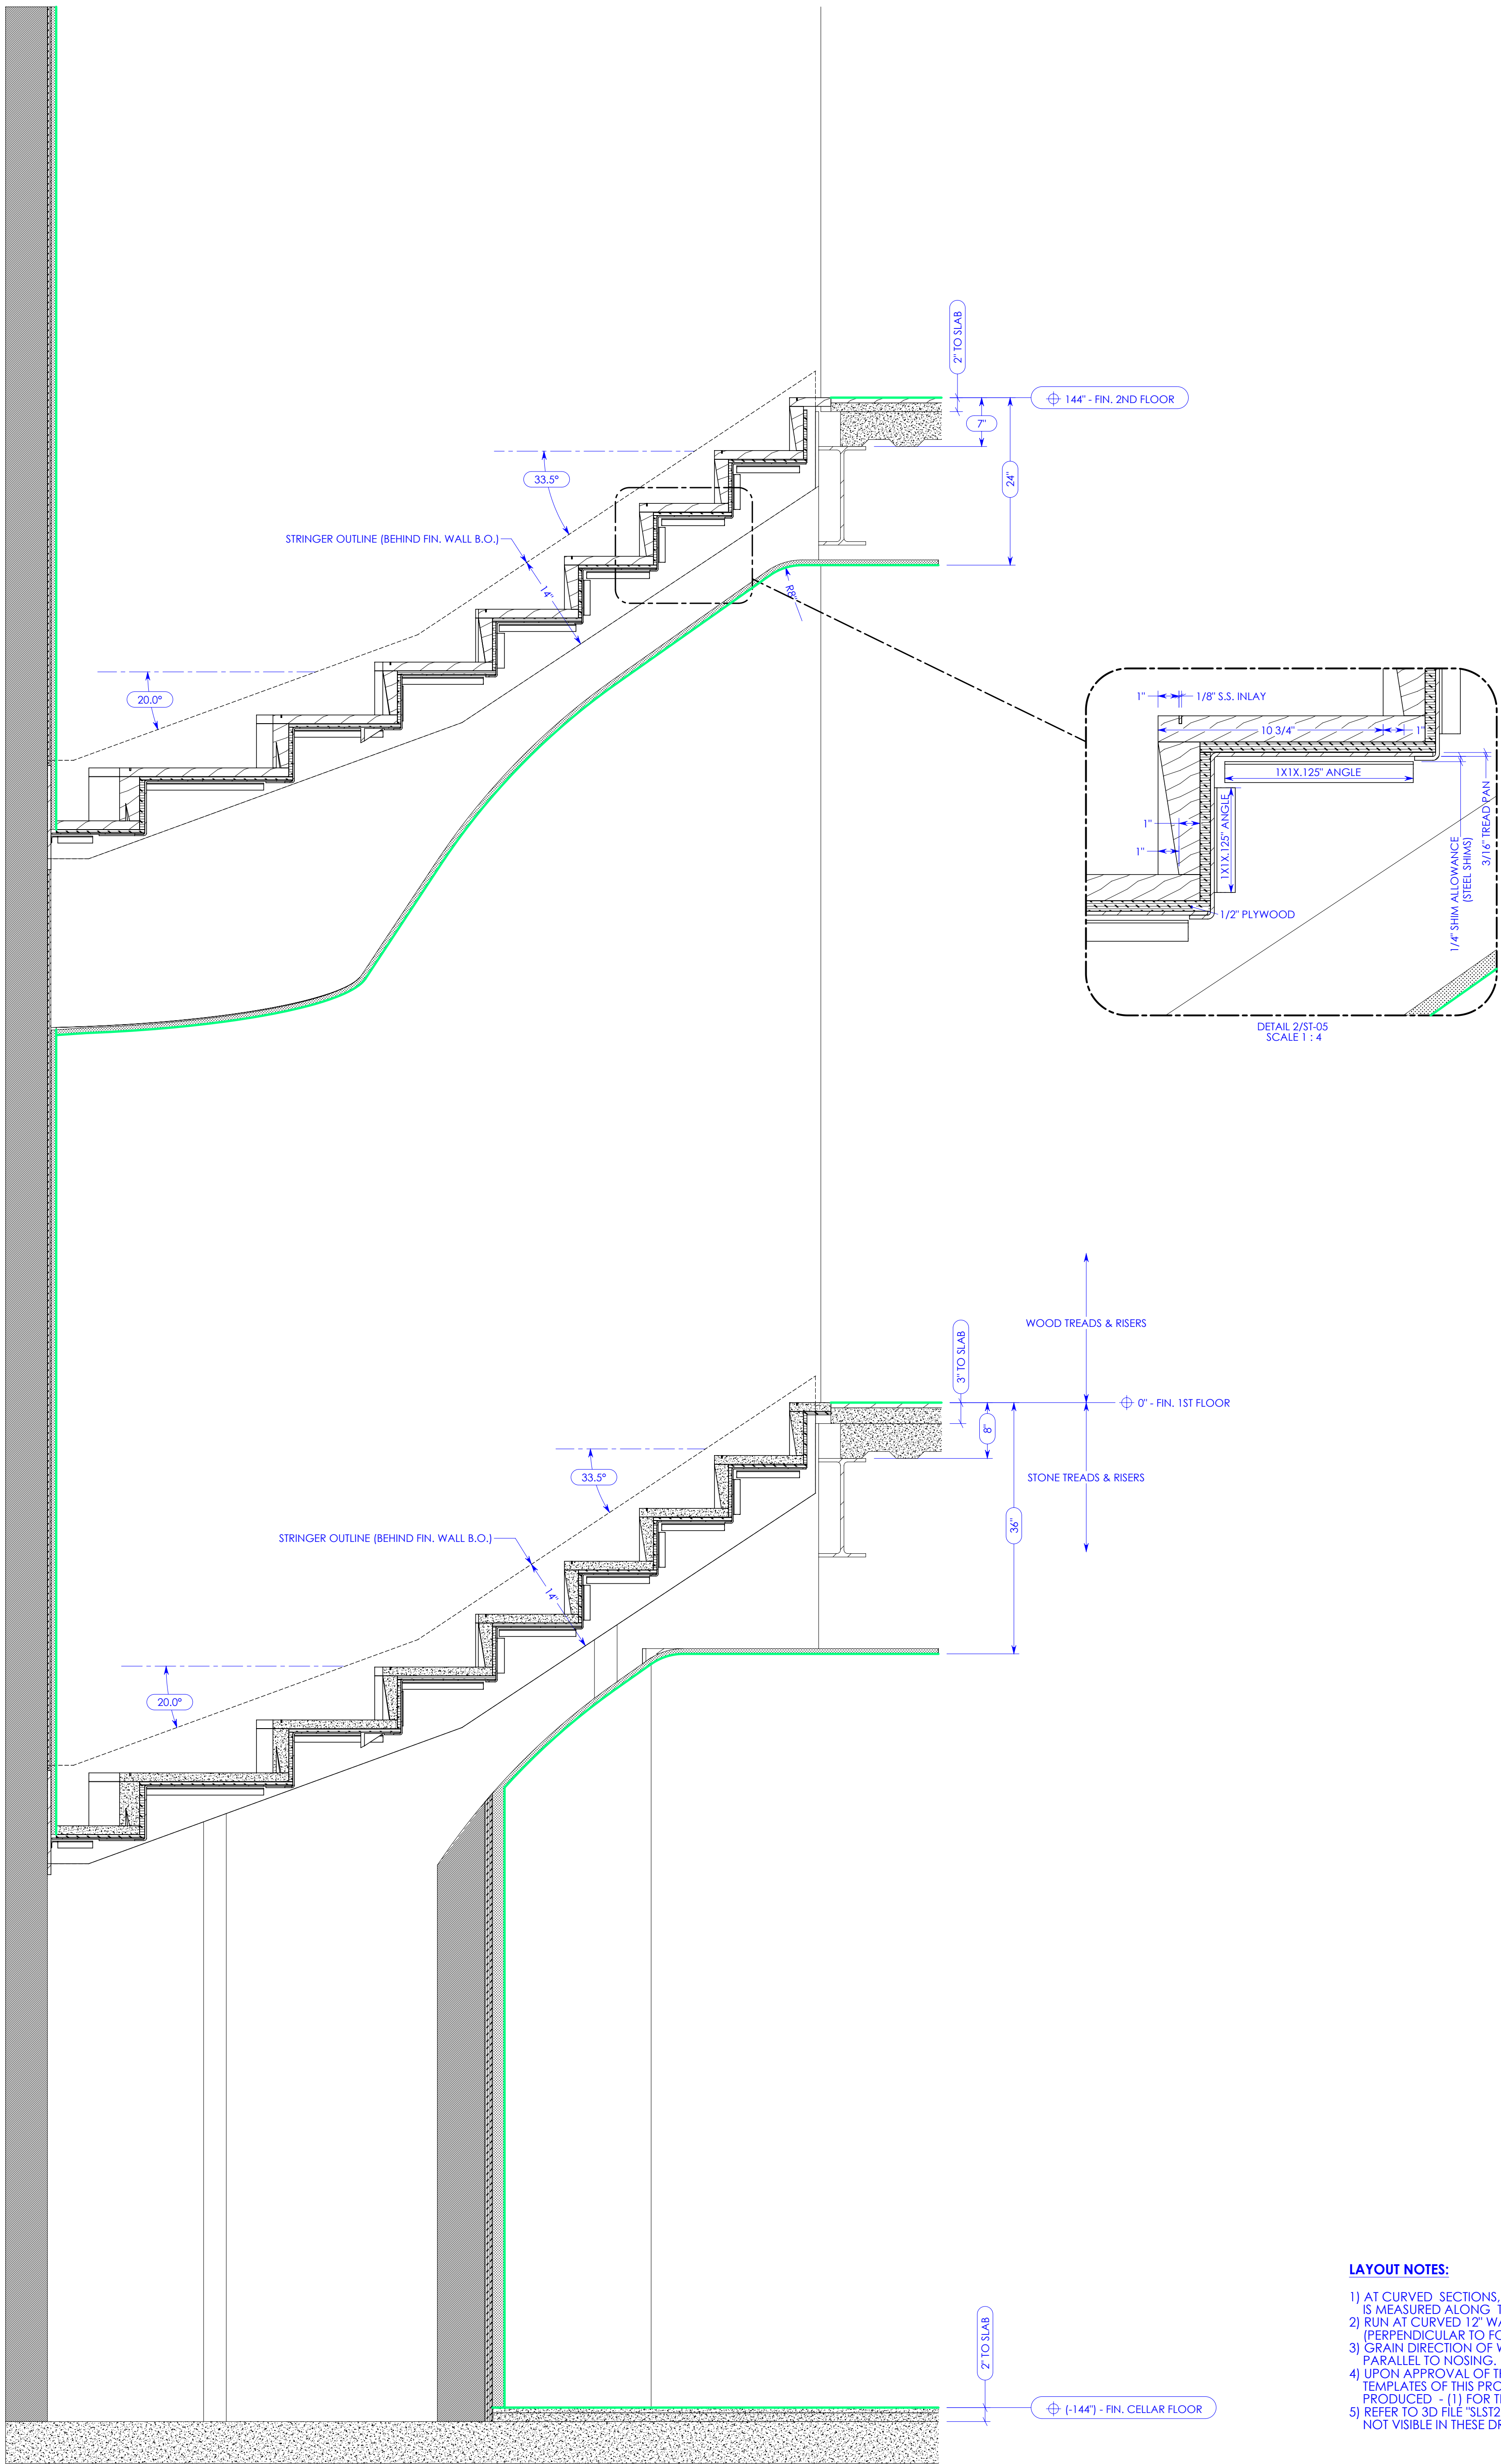 2" TO SLAB
144" - FIN. 2ND FLOOR
7"
24"
33.5°
STRINGER OUTLINE (BEHIND FIN. WALL B.O.)
14"
R8"
20.0°
1"
1/8" S.S. INLAY
10 3/4"
1"
1X1X.125" ANGLE
1X1X.125" ANGLE
1"
1"
1/2" PLYWOOD
1/4" SHIM ALLOWANCE
(STEEL SHIMS)
3/16" TREAD PAN
DETAIL 2/ST-05
SCALE 1 : 4
WOOD TREADS & RISERS
3" TO SLAB
0" - FIN. 1ST FLOOR
8"
STONE TREADS & RISERS
36"
33.5°
STRINGER OUTLINE (BEHIND FIN. WALL B.O.)
14"
20.0°
LAYOUT NOTES:
1) AT CURVED SECTIONS,
IS MEASURED ALONG
2) RUN AT CURVED 12"
(PERPENDICULAR TO
3) GRAIN DIRECTION OF
PARALLEL TO NOSING.
4) UPON APPROVAL OF
TEMPLATES OF THIS
PRODUCED - (1) FOR
5) REFER TO 3D FILE "SLST2
NOT VISIBLE IN THESE
2" TO SLAB
(-144") - FIN. CELLAR FLOOR